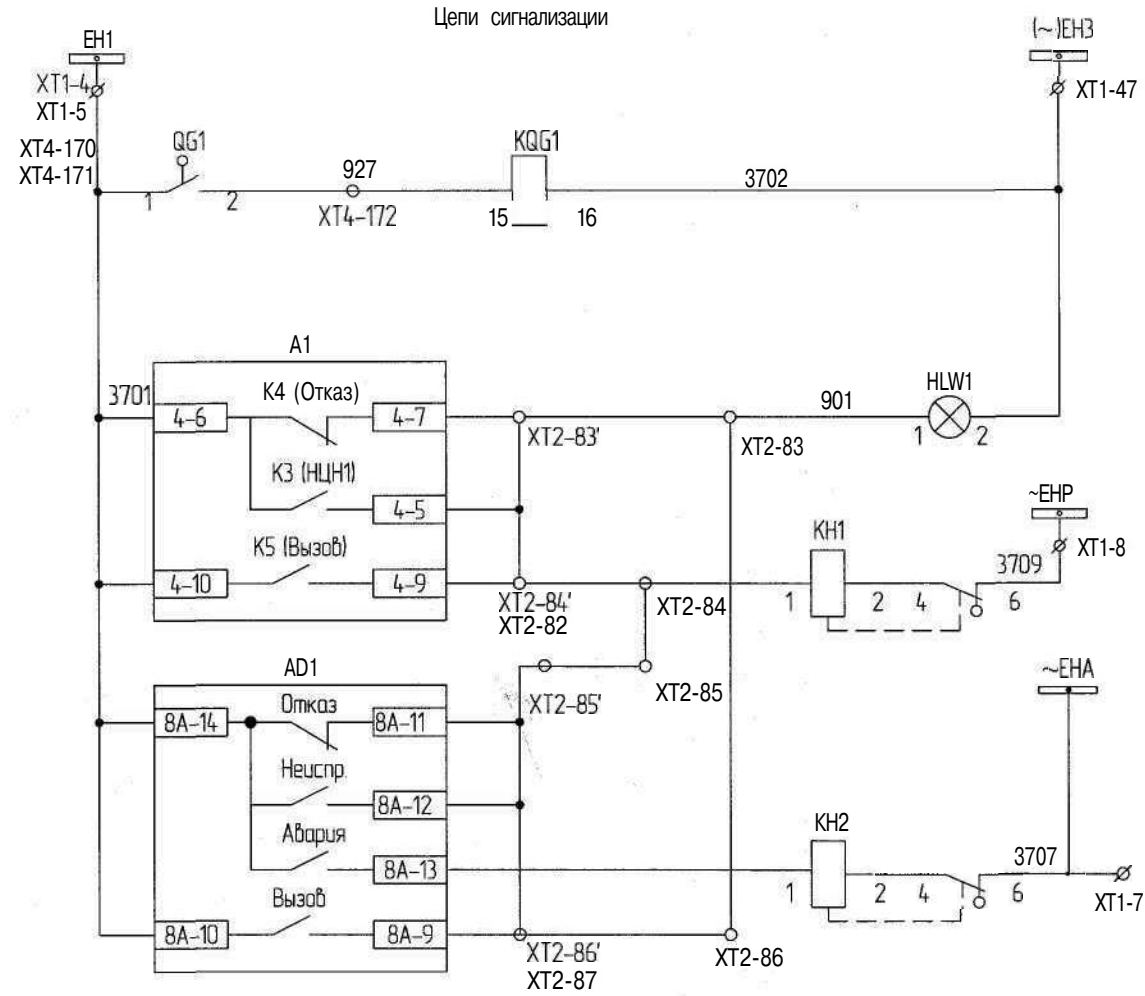 Цепи сигнализации
EH1
(~)EH3
XT1-4
XT1-5
XT1-47
XT4-170
XT4-171
QG1
1
2
927
XT4-172
KQG1
15
16
3702
A1
3701
4-6
K4 (Отказ)
4-7
XT2-83'
XT2-83
901
HLW1
1
2
K3 (НЦН1)
4-5
K5 (Вызов)
4-10
4-9
XT2-84'
XT2-82
XT2-84
KH1
1
2
4
6
3709
~EHP
XT1-8
AD1
XT2-85'
XT2-85
~EHA
8A-14
Отказ
8A-11
Неиспр.
8A-12
Авария
8A-13
KH2
1
2
4
6
3707
XT1-7
Вызов
8A-10
8A-9
XT2-86'
XT2-87
XT2-86